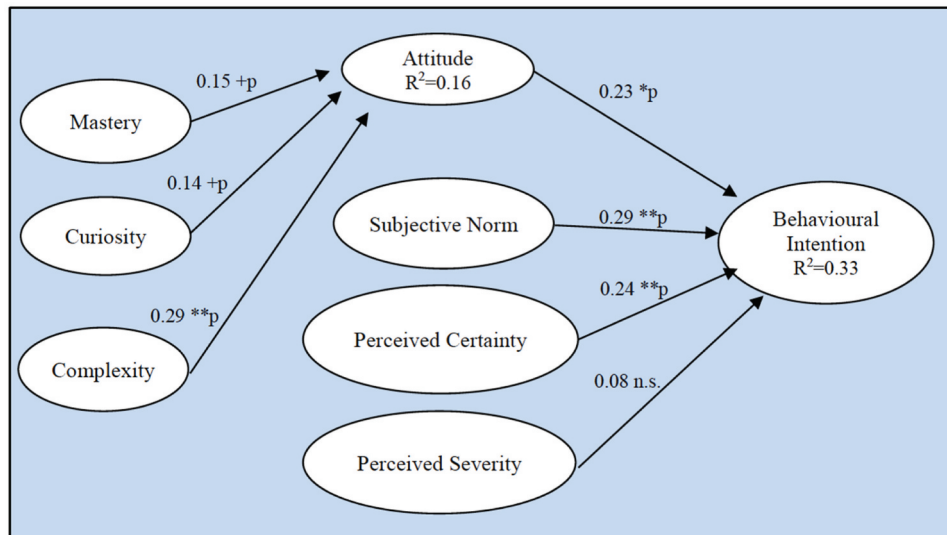 Attitude
R²=0.16
0.15 +p
0.23 *p
Mastery
0.14 +p
Curiosity
Subjective Norm
0.29 **p
Behavioural
Intention
R²=0.33
0.24 **p
0.29 **p
Perceived Certainty
Complexity
0.08 n.s.
Perceived Severity